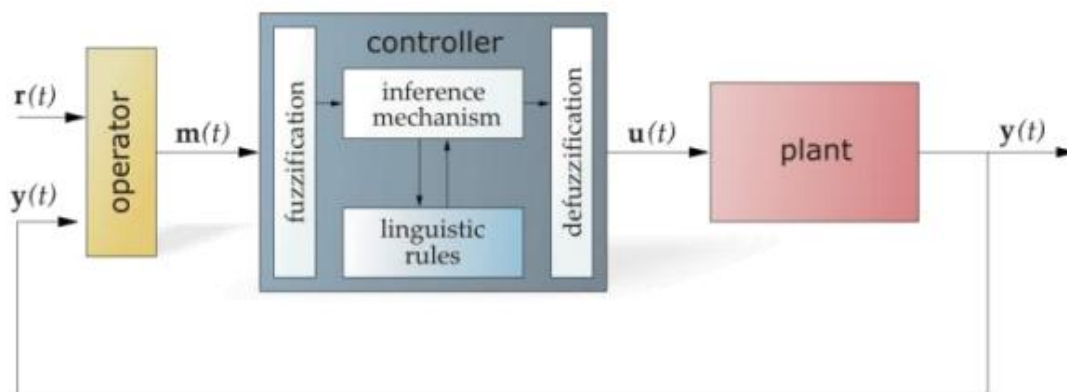 r(t)
y(t)
operator
m(t)
controller
fuzzification
inference
mechanism
linguistic
rules
defuzzification
u(t)
plant
y(t)